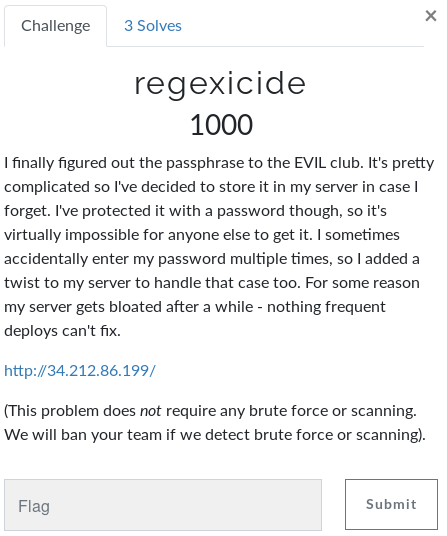 Challenge
3 Solves
×
regexicide
1000
I finally figured out the passphrase to the EVIL club. It's pretty
complicated so I've decided to store it in my server in case I
forget. I've protected it with a password though, so it's
virtually impossible for anyone else to get it. I sometimes
accidentally enter my password multiple times, so I added a
twist to my server to handle that case too. For some reason
my server gets bloated after a while - nothing frequent
deploys can't fix.
http://34.212.86.199/
(This problem does not require any brute force or scanning.
We will ban your team if we detect brute force or scanning).
Flag
Submit